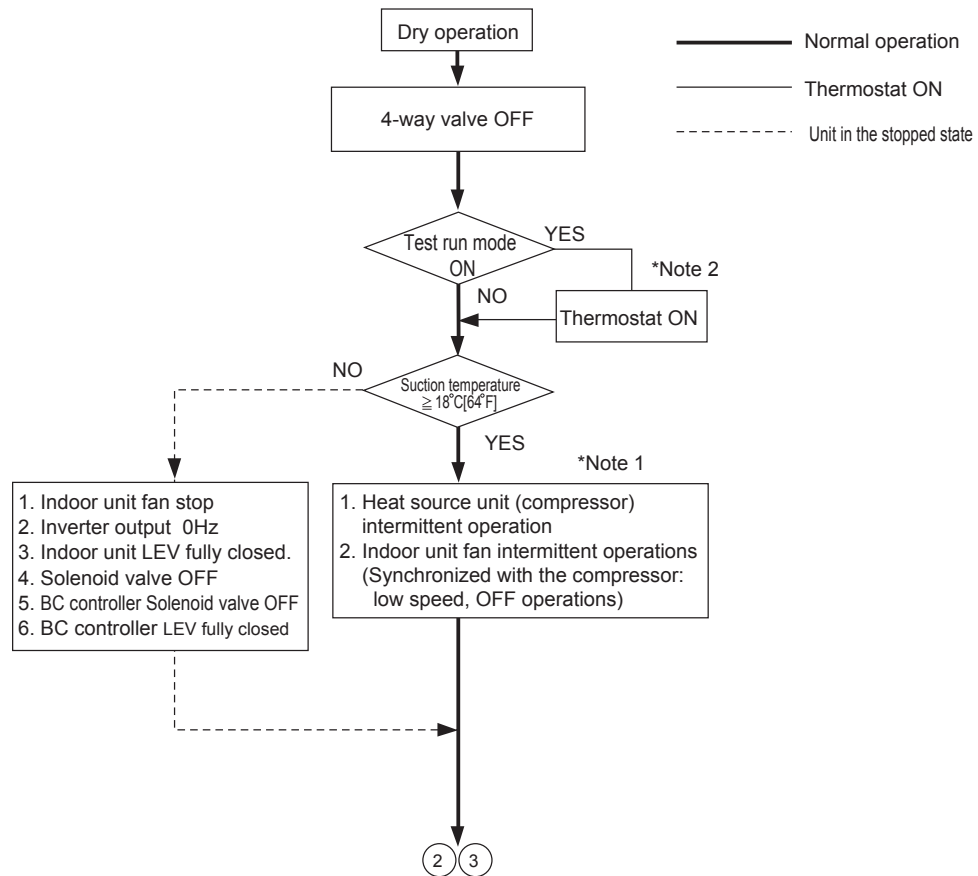 Dry operation
Normal operation
Thermostat ON
Unit in the stopped state
4-way valve OFF
Test run mode
ON
YES
*Note 2
NO
Thermostat ON
NO
Suction temperature
≧ 18°C[64°F]
YES
*Note 1
1. Indoor unit fan stop
2. Inverter output 0Hz
3. Indoor unit LEV fully closed.
4. Solenoid valve OFF
5. BC controller Solenoid valve OFF
6. BC controller LEV fully closed
1. Heat source unit (compressor)
intermittent operation
2. Indoor unit fan intermittent operations
(Synchronized with the compressor:
low speed, OFF operations)
2 3